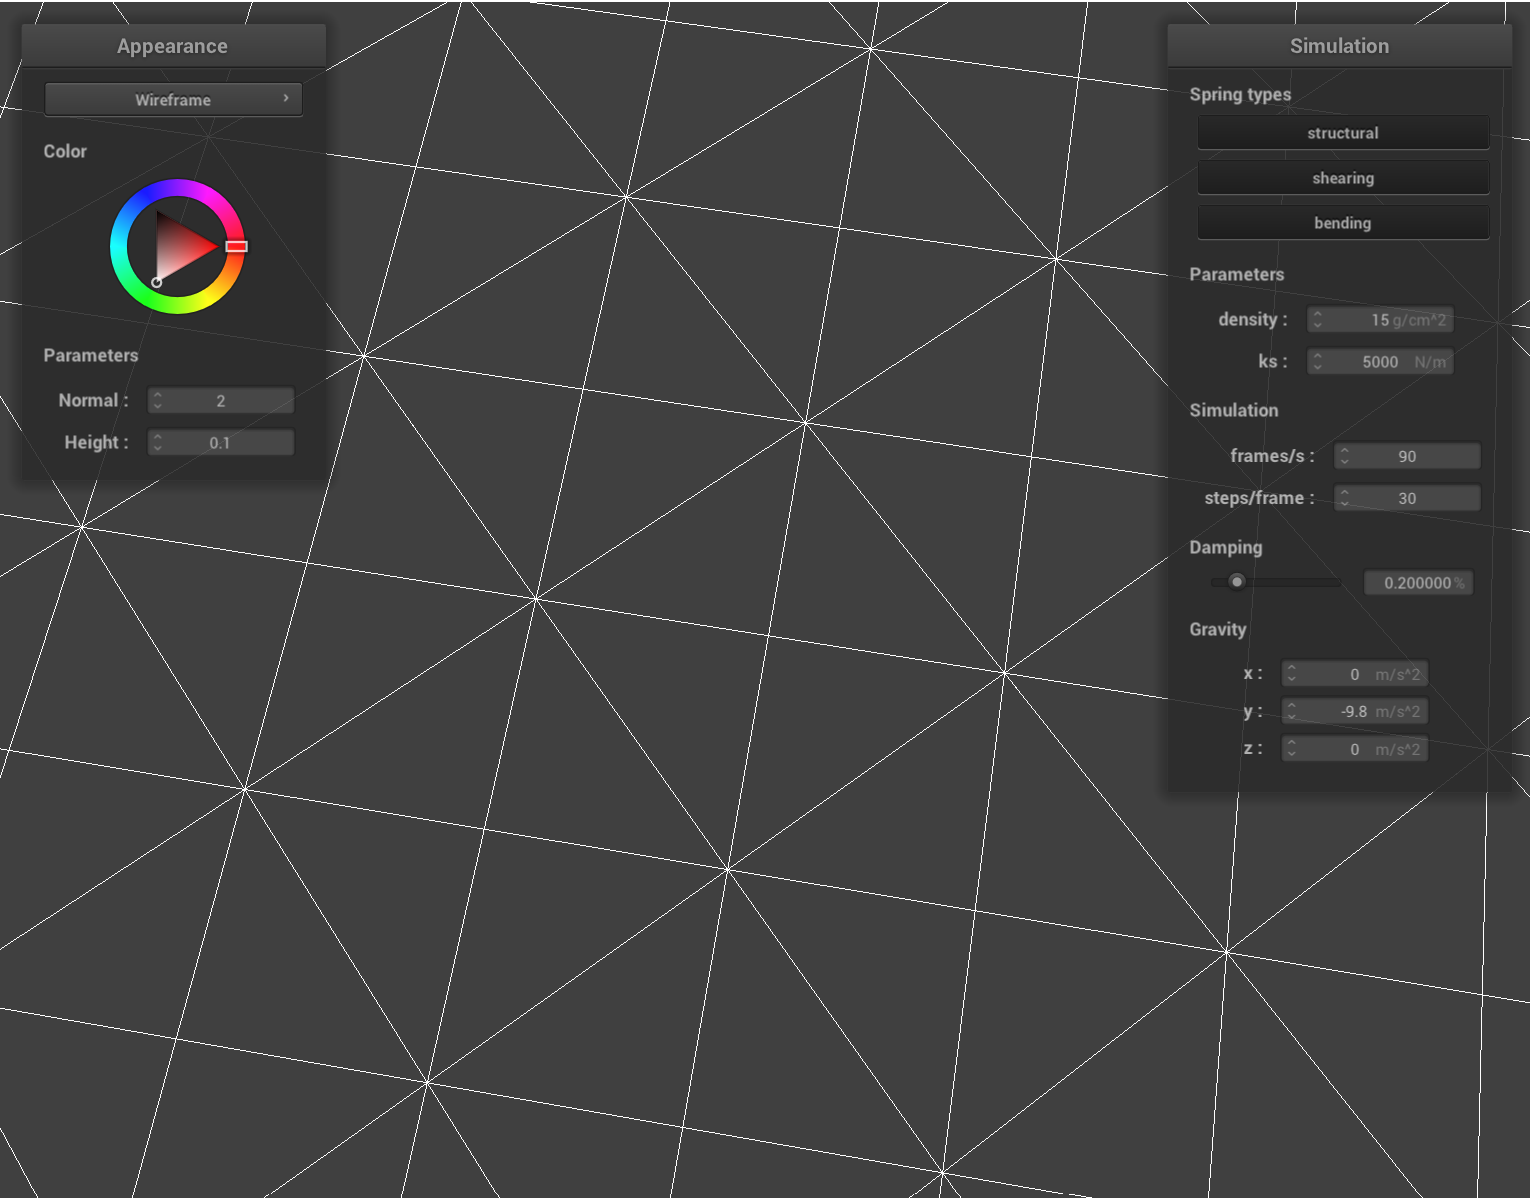 Appearance
Wireframe
Color
Parameters
Normal : 2
Height : 0.1
Simulation
Spring types
structural
shearing
bending
Parameters
density : 15 g/cm^2
ks : 5000 N/m
Simulation
frames/s : 90
steps/frame : 30
Damping
0.200000 %
Gravity
x : 0 m/s^2
y : -9.8 m/s^2
z : 0 m/s^2